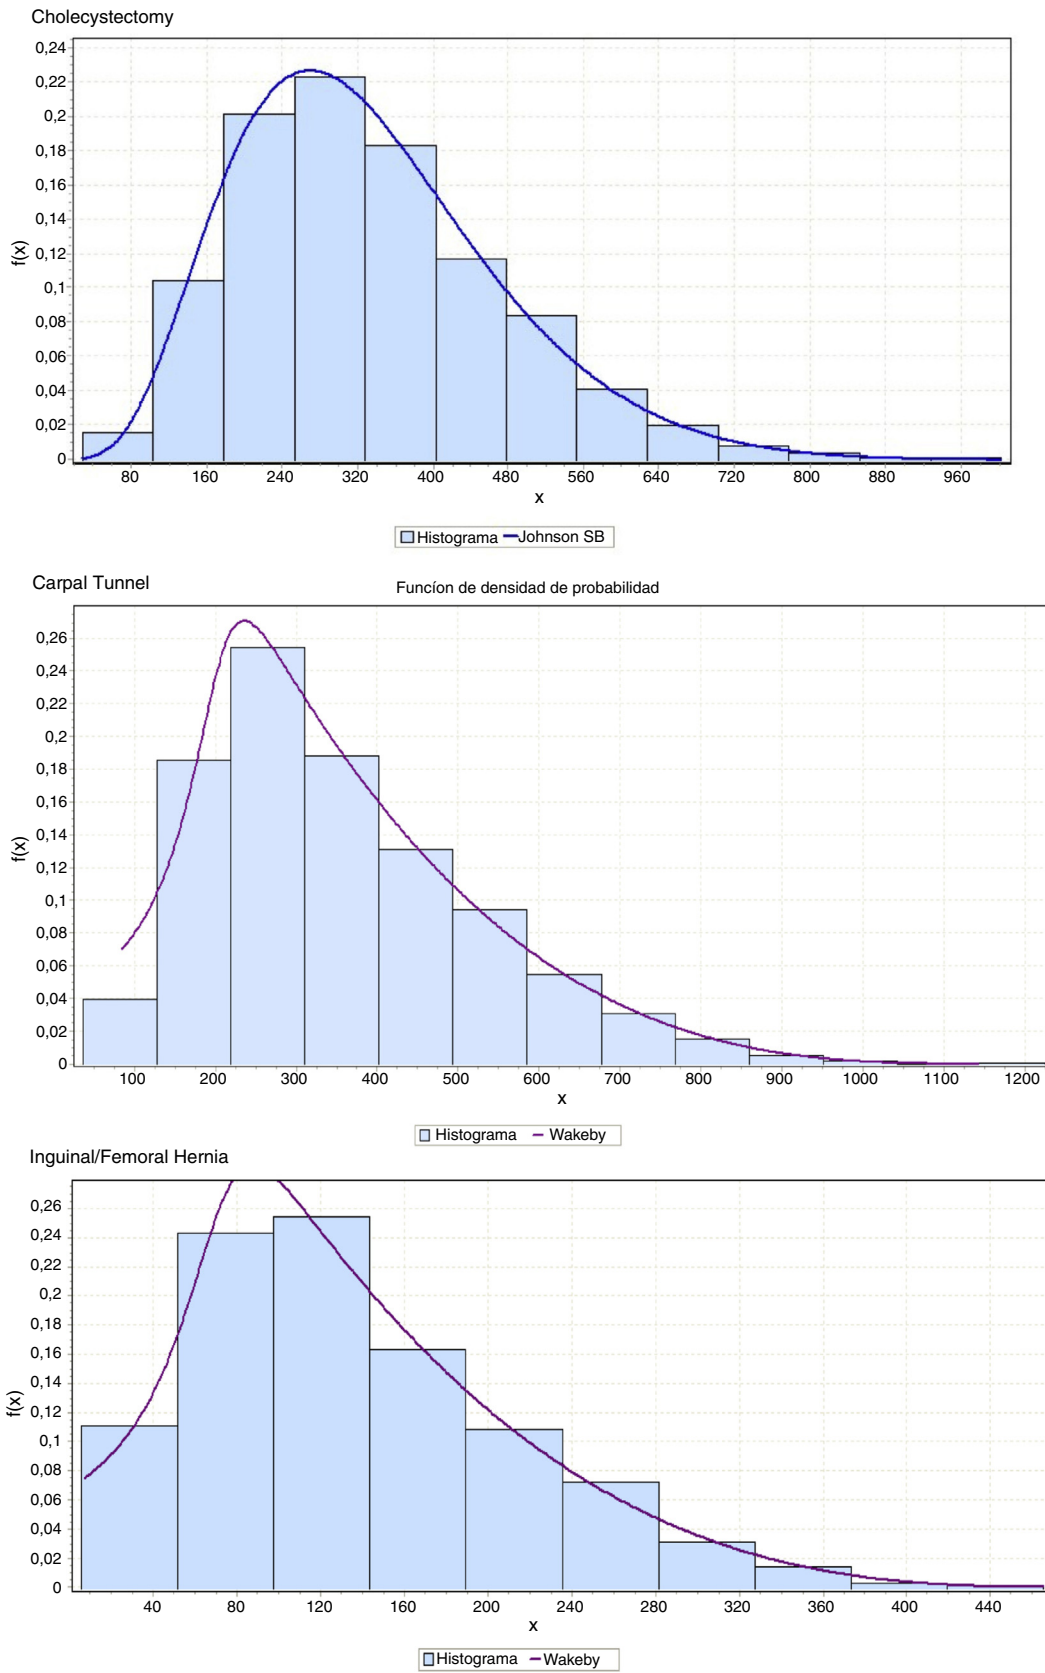 Cholecystectomy
0,24
0,22
0,2
0,18
0,16
0,14
0,12
0,1
0,08
0,06
0,04
0,02
0
f(x)
80 160 240 320 400 480 560 640 720 800 880 960
x
Histograma Johnson SB
Carpal Tunnel
Funcíon de densidad de probabilidad
0,26
0,24
0,22
0,2
0,18
0,16
0,14
0,12
0,1
0,08
0,06
0,04
0,02
0
f(x)
100 200 300 400 500 600 700 800 900 1000 1100 1200
x
Histograma Wakeby
Inguinal/Femoral Hernia
0,26
0,24
0,22
0,2
0,18
0,16
0,14
0,12
0,1
0,08
0,06
0,04
0,02
0
f(x)
40 80 120 160 200 240 280 320 360 400 440
x
Histograma Wakeby